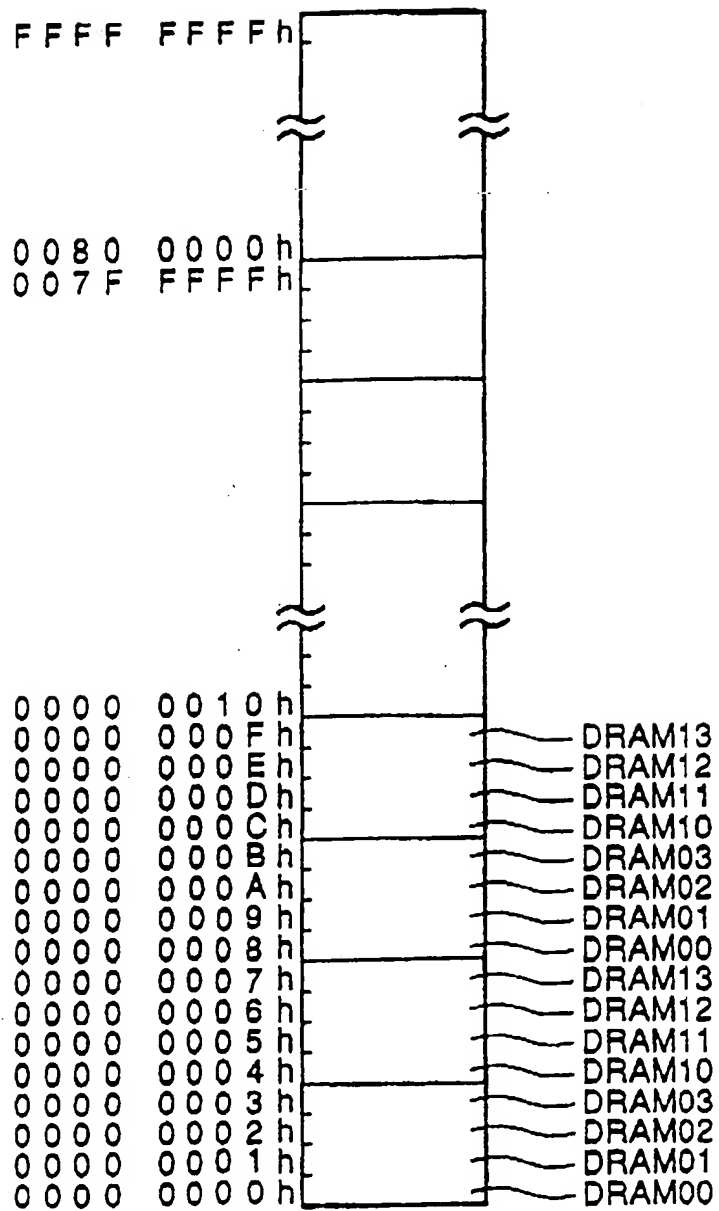 FFFF FFFFh
0080 0000h
007F FFFFh
0000 0010h
0000 000Fh DRAM13
0000 000Eh DRAM12
0000 000Dh DRAM11
0000 000Ch DRAM10
0000 000Bh DRAM03
0000 000Ah DRAM02
0000 0009h DRAM01
0000 0008h DRAM00
0000 0007h DRAM13
0000 0006h DRAM12
0000 0005h DRAM11
0000 0004h DRAM10
0000 0003h DRAM03
0000 0002h DRAM02
0000 0001h DRAM01
0000 0000h DRAM00